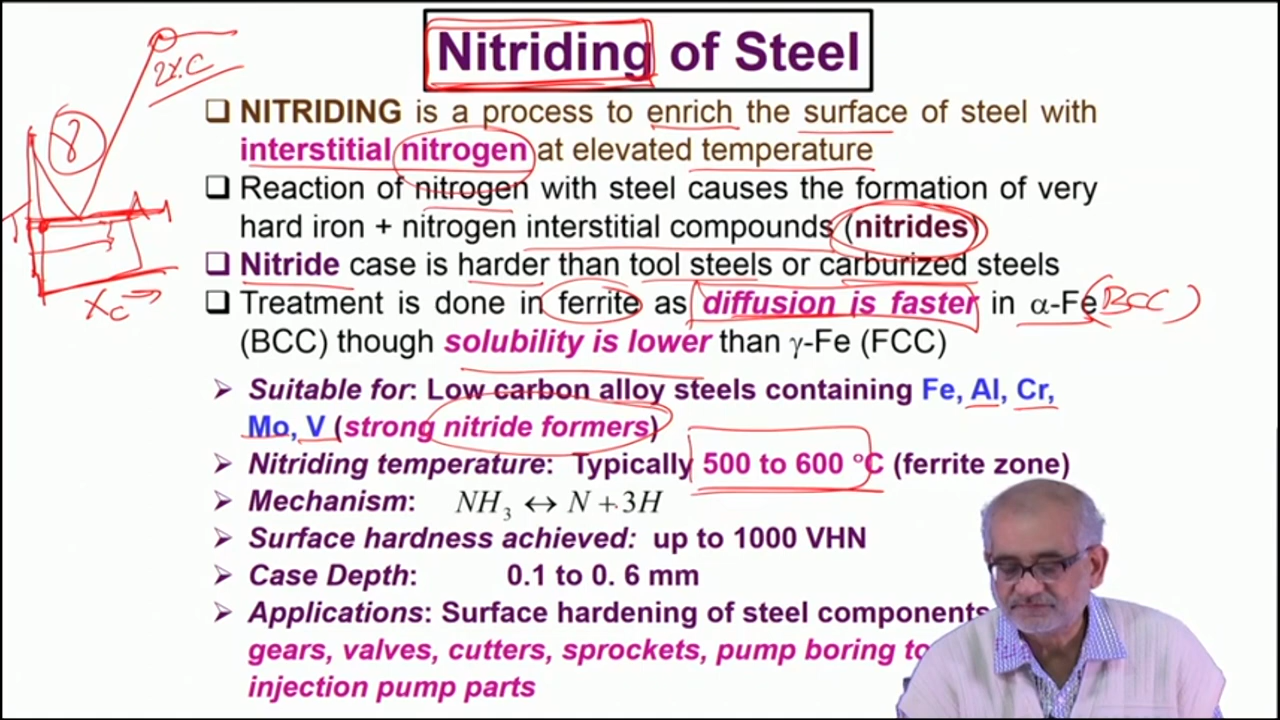 Nitriding of Steel
2%C
γ
T
X_C →
❑ NITRIDING is a process to enrich the surface of steel with
interstitial nitrogen at elevated temperature
❑ Reaction of nitrogen with steel causes the formation of very
hard iron + nitrogen interstitial compounds (nitrides)
❑ Nitride case is harder than tool steels or carburized steels
❑ Treatment is done in ferrite as diffusion is faster in α-Fe (BCC)
(BCC) though solubility is lower than γ-Fe (FCC)
➤ Suitable for: Low carbon alloy steels containing Fe, Al, Cr,
Mo, V (strong nitride formers)
➤ Nitriding temperature: Typically 500 to 600 °C (ferrite zone)
➤ Mechanism: NH₃ ↔ N + 3H
➤ Surface hardness achieved: up to 1000 VHN
➤ Case Depth: 0.1 to 0. 6 mm
➤ Applications: Surface hardening of steel components
gears, valves, cutters, sprockets, pump boring
injection pump parts